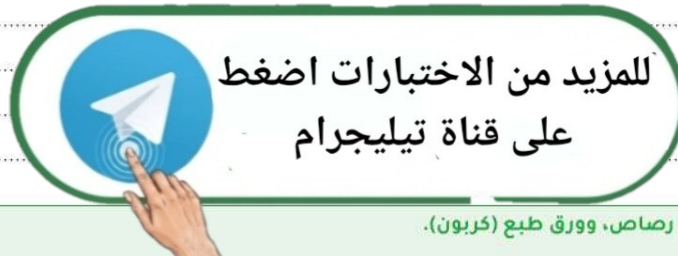 للمزيد من الاختبارات اضغط
على قناة تيليجرام
رصاص، وورق طبع (كربون).